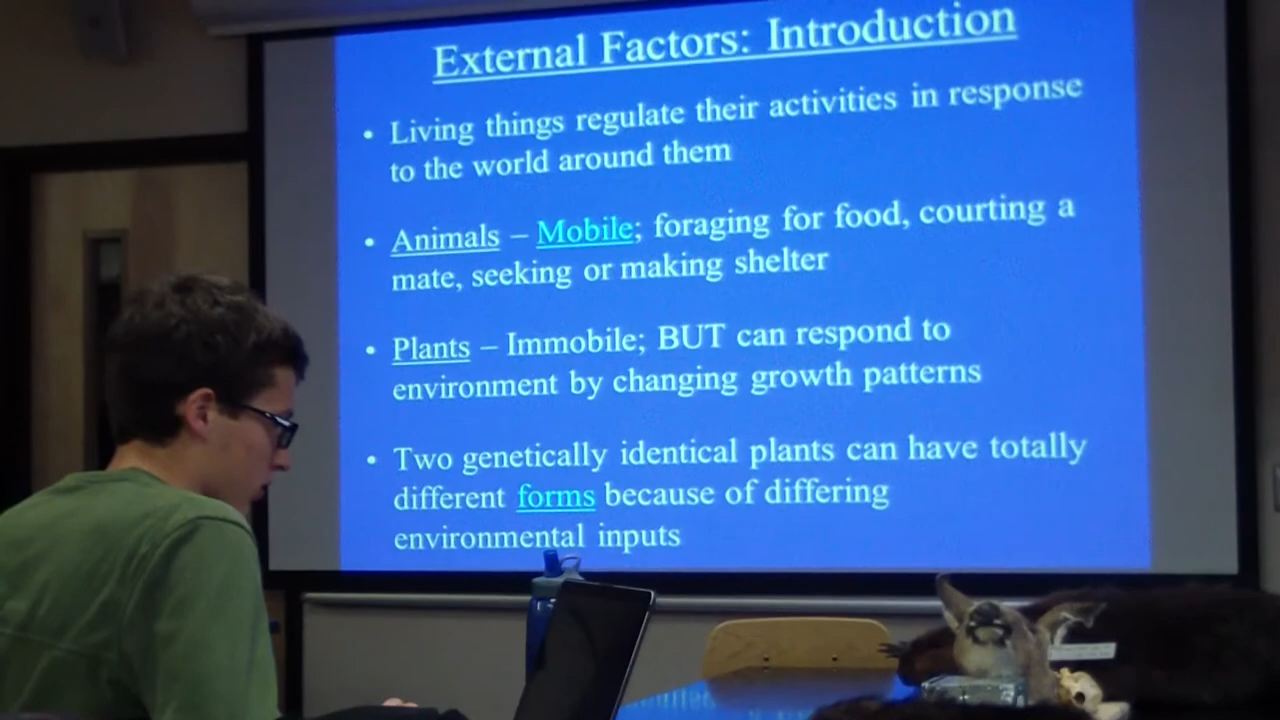 External Factors: Introduction
• Living things regulate their activities in response
to the world around them
• Animals – Mobile; foraging for food, courting a
mate, seeking or making shelter
• Plants – Immobile; BUT can respond to
environment by changing growth patterns
• Two genetically identical plants can have totally
different forms because of differing
environmental inputs